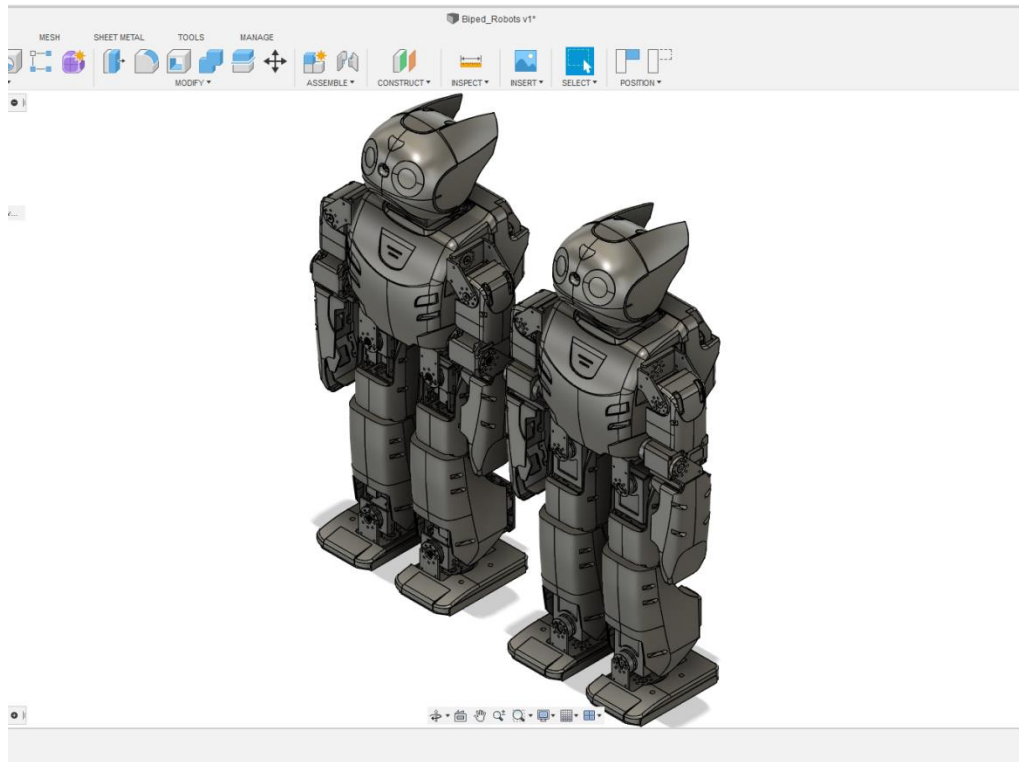 Biped_Robots v1*
MESH SHEET METAL TOOLS MANAGE
MODIFY ▾ ASSEMBLE ▾ CONSTRUCT ▾ INSPECT ▾ INSERT ▾ SELECT ▾ POSITION ▾